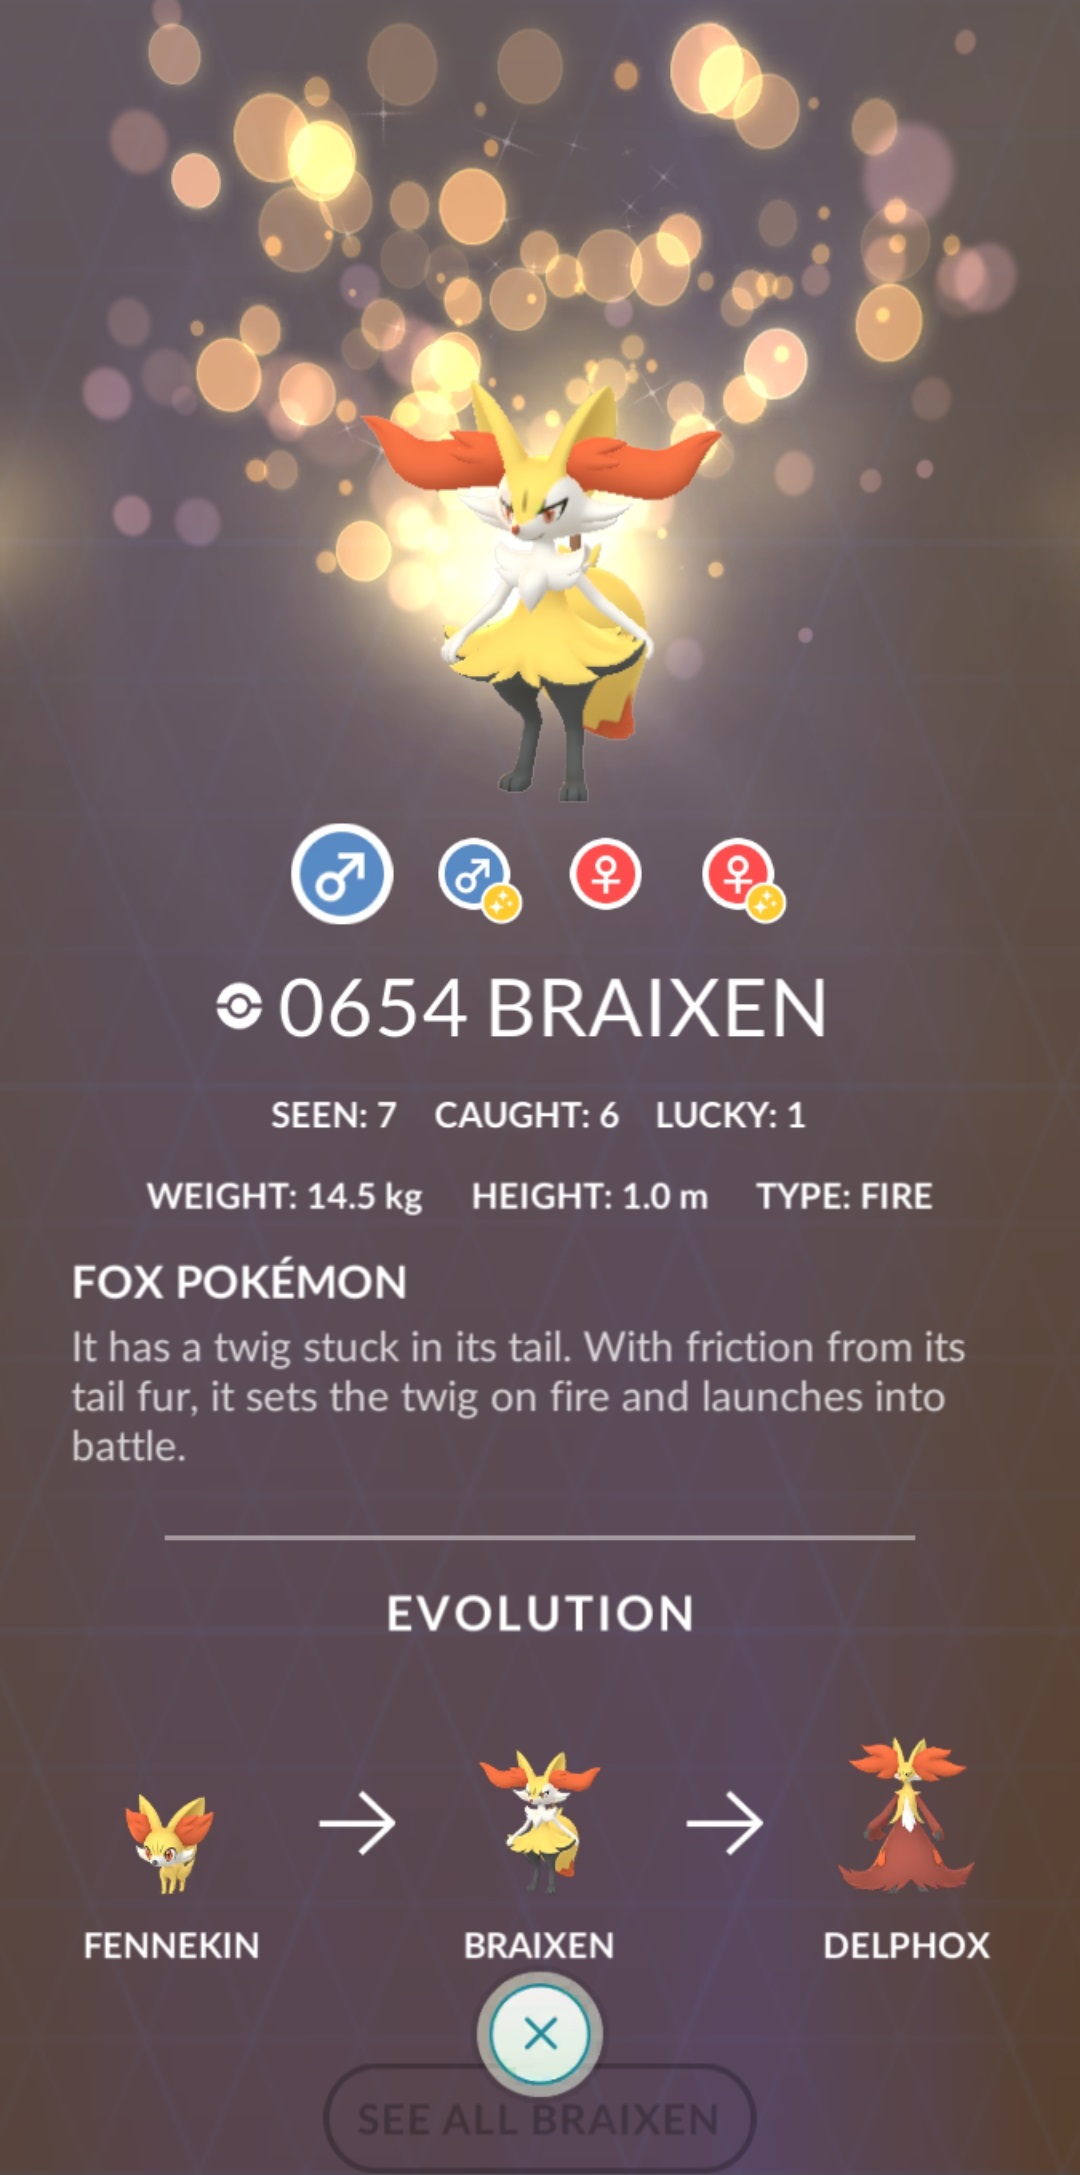 0654 BRAIXEN
SEEN: 7 CAUGHT: 6 LUCKY: 1
WEIGHT: 14.5 kg HEIGHT: 1.0 m TYPE: FIRE
FOX POKÉMON
It has a twig stuck in its tail. With friction from its
tail fur, it sets the twig on fire and launches into
battle.
EVOLUTION
FENNEKIN BRAIXEN DELPHOX
SEE ALL BRAIXEN